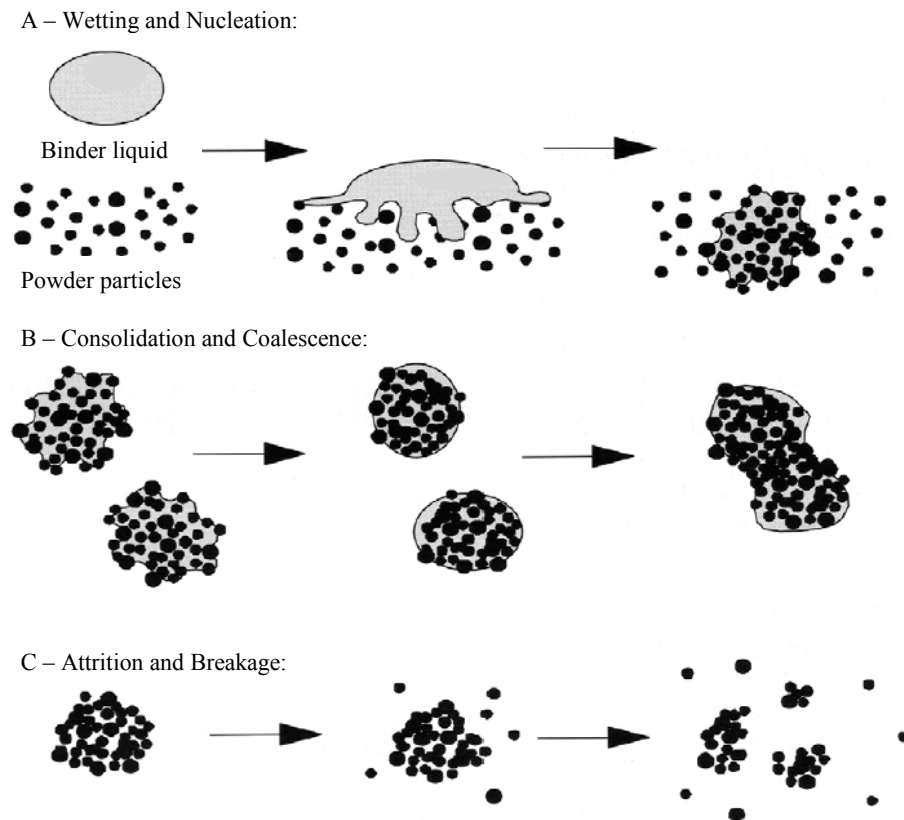 A – Wetting and Nucleation:
Binder liquid
Powder particles
B – Consolidation and Coalescence:
C – Attrition and Breakage: